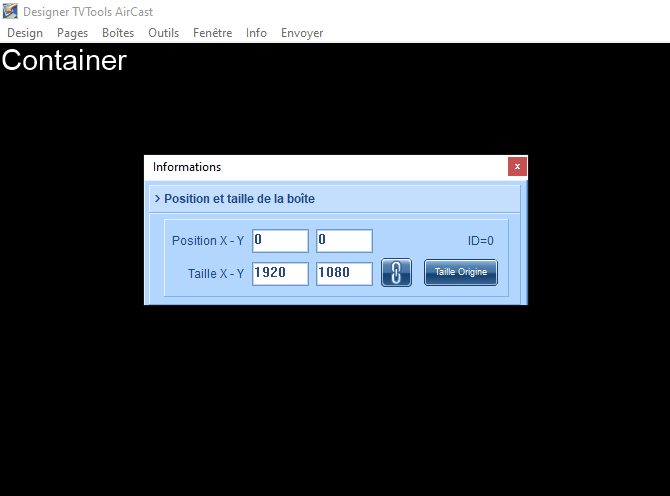 Designer TVTools AirCast
Design Pages Boîtes Outils Fenêtre Info Envoyer
Container
Informations x
> Position et taille de la boîte
Position X - Y 0 0 ID=0
Taille X - Y 1920 1080 Taille Origine